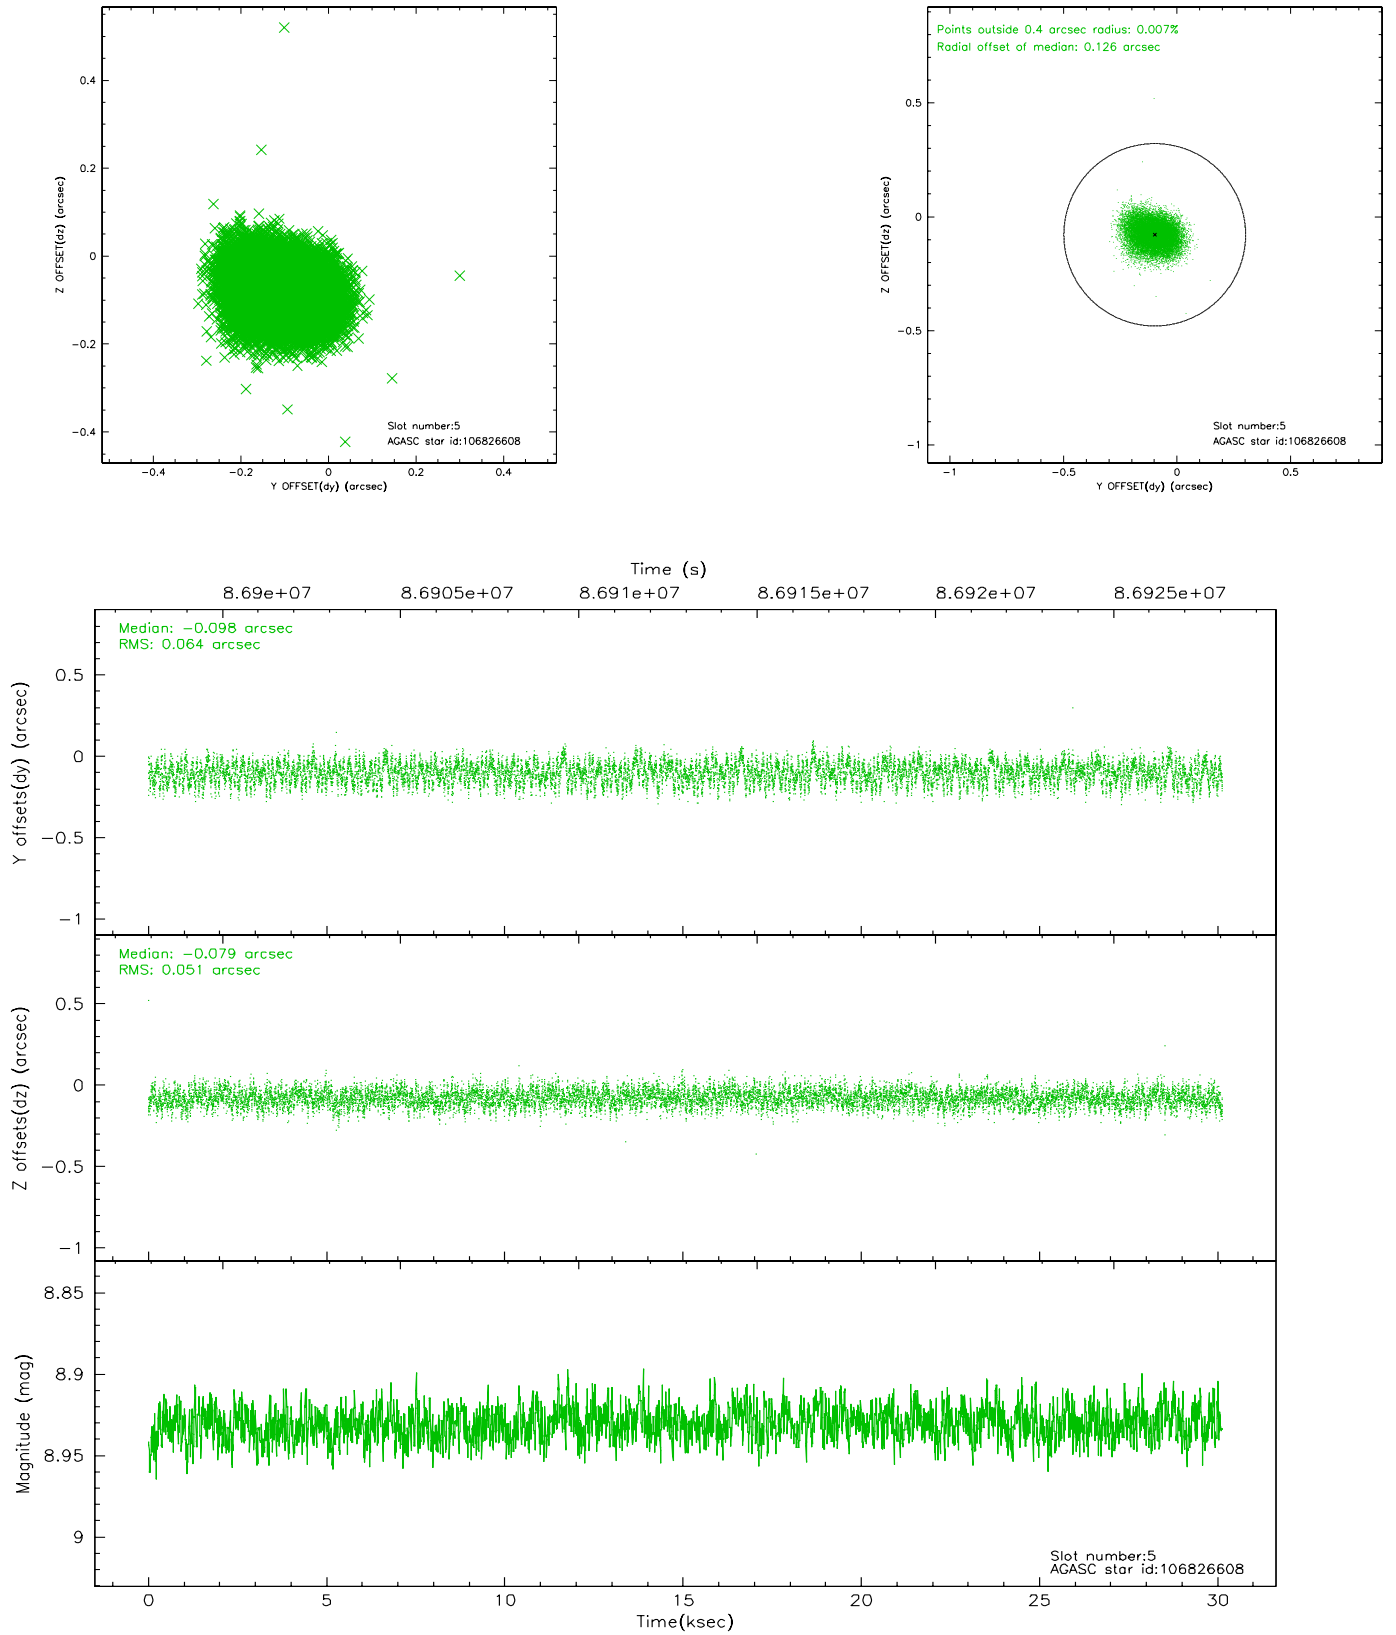 0.4
0.2
0
−0.2
−0.4
Z OFFSET(dz) (arcsec)
Slot number:5
AGASC star id:106826608
−0.4 −0.2 0 0.2 0.4
Y OFFSET(dy) (arcsec)
Points outside 0.4 arcsec radius: 0.007%
Radial offset of median: 0.126 arcsec
0.5
0
−0.5
−1
Z OFFSET(dz) (arcsec)
Slot number:5
AGASC star id:106826608
−1 −0.5 0 0.5
Y OFFSET(dy) (arcsec)
Time (s)
8.69e+07 8.6905e+07 8.691e+07 8.6915e+07 8.692e+07 8.6925e+07
Median: −0.098 arcsec
RMS: 0.064 arcsec
0.5
0
−0.5
−1
Y offsets(dy) (arcsec)
Median: −0.079 arcsec
RMS: 0.051 arcsec
0.5
0
−0.5
−1
Z offsets(dz) (arcsec)
8.85
8.9
8.95
9
Magnitude (mag)
Slot number:5
AGASC star id:106826608
0 5 10 15 20 25 30
Time(ksec)